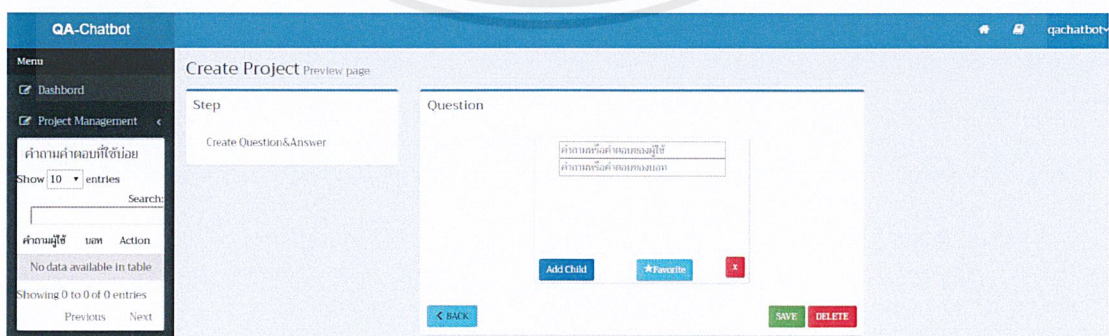 QA-Chatbot
qachatbot
Menu
Dashbord
Project Management
คำถามคำตอบที่ใช้บ่อย
Show 10 entries
Search:
คำถามผู้ใช้ บอท Action
No data available in table
Showing 0 to 0 of 0 entries
Previous Next
Create Project Preview page
Step
Create Question&Answer
Question
คำถามหรือคำตอบของผู้ใช้
คำถามหรือคำตอบของบอท
Add Child
Favorite
x
BACK
SAVE
DELETE